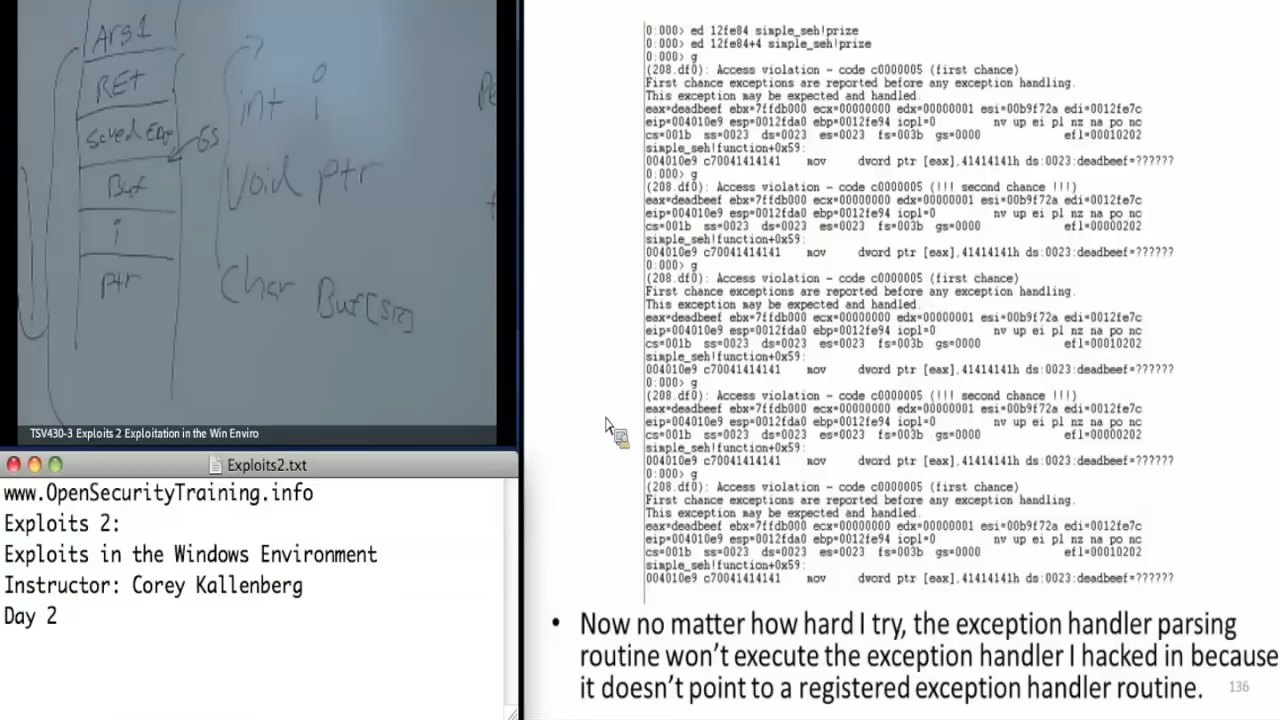 Arg1
RET
Saved EBP
GS
Buf
i
ptr
int i
void ptr
Char Buf[512]
TSV430-3 Exploits 2 Exploitation in the Win Enviro
Exploits2.txt
www.OpenSecurityTraining.info
Exploits 2:
Exploits in the Windows Environment
Instructor: Corey Kallenberg
Day 2
0:000> ed 12fe84 simple_seh!prize
0:000> ed 12fe84+4 simple_seh!prize
0:000> g
(208.df0): Access violation - code c0000005 (first chance)
First chance exceptions are reported before any exception handling.
This exception may be expected and handled.
eax=deadbeef ebx=7ffdb000 ecx=00000000 edx=00000001 esi=00b9f72a edi=0012fe7c
eip=004010e9 esp=0012fda0 ebp=0012fe94 iopl=0 nv up ei pl nz na po nc
cs=001b ss=0023 ds=0023 es=0023 fs=003b gs=0000 efl=00010202
simple_seh!function+0x59:
004010e9 c70041414141 mov dword ptr [eax],41414141h ds:0023:deadbeef=??????
0:000> g
(208.df0): Access violation - code c0000005 (!!! second chance !!!)
eax=deadbeef ebx=7ffdb000 ecx=00000000 edx=00000001 esi=00b9f72a edi=0012fe7c
eip=004010e9 esp=0012fda0 ebp=0012fe94 iopl=0 nv up ei pl nz na po nc
cs=001b ss=0023 ds=0023 es=0023 fs=003b gs=0000 efl=00000202
simple_seh!function+0x59:
004010e9 c70041414141 mov dword ptr [eax],41414141h ds:0023:deadbeef=??????
0:000> g
(208.df0): Access violation - code c0000005 (first chance)
First chance exceptions are reported before any exception handling.
This exception may be expected and handled.
eax=deadbeef ebx=7ffdb000 ecx=00000000 edx=00000001 esi=00b9f72a edi=0012fe7c
eip=004010e9 esp=0012fda0 ebp=0012fe94 iopl=0 nv up ei pl nz na po nc
cs=001b ss=0023 ds=0023 es=0023 fs=003b gs=0000 efl=00010202
simple_seh!function+0x59:
004010e9 c70041414141 mov dword ptr [eax],41414141h ds:0023:deadbeef=??????
0:000> g
(208.df0): Access violation - code c0000005 (!!! second chance !!!)
eax=deadbeef ebx=7ffdb000 ecx=00000000 edx=00000001 esi=00b9f72a edi=0012fe7c
eip=004010e9 esp=0012fda0 ebp=0012fe94 iopl=0 nv up ei pl nz na po nc
cs=001b ss=0023 ds=0023 es=0023 fs=003b gs=0000 efl=00000202
simple_seh!function+0x59:
004010e9 c70041414141 mov dword ptr [eax],41414141h ds:0023:deadbeef=??????
0:000> g
(208.df0): Access violation - code c0000005 (first chance)
First chance exceptions are reported before any exception handling.
This exception may be expected and handled.
eax=deadbeef ebx=7ffdb000 ecx=00000000 edx=00000001 esi=00b9f72a edi=0012fe7c
eip=004010e9 esp=0012fda0 ebp=0012fe94 iopl=0 nv up ei pl nz na po nc
cs=001b ss=0023 ds=0023 es=0023 fs=003b gs=0000 efl=00010202
simple_seh!function+0x59:
004010e9 c70041414141 mov dword ptr [eax],41414141h ds:0023:deadbeef=??????
• Now no matter how hard I try, the exception handler parsing
routine won't execute the exception handler I hacked in because
it doesn't point to a registered exception handler routine.
136